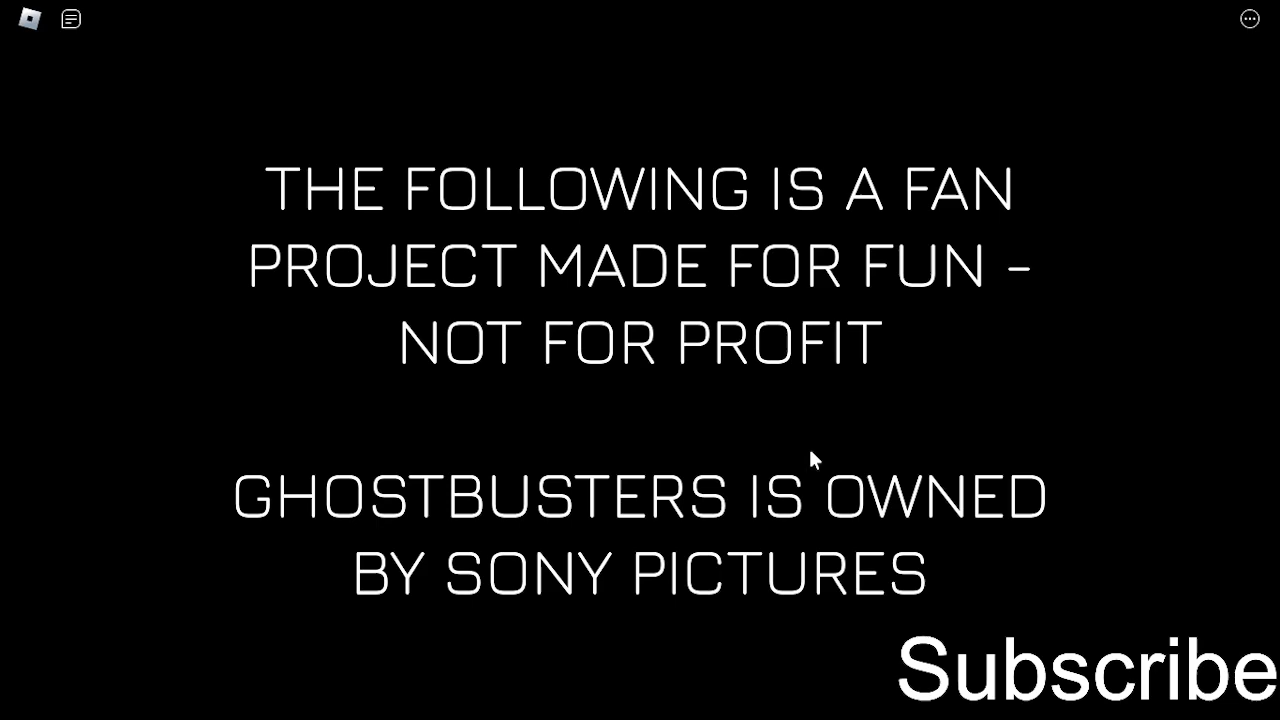 THE FOLLOWING IS A FAN
PROJECT MADE FOR FUN -
NOT FOR PROFIT
GHOSTBUSTERS IS OWNED
BY SONY PICTURES
Subscribe